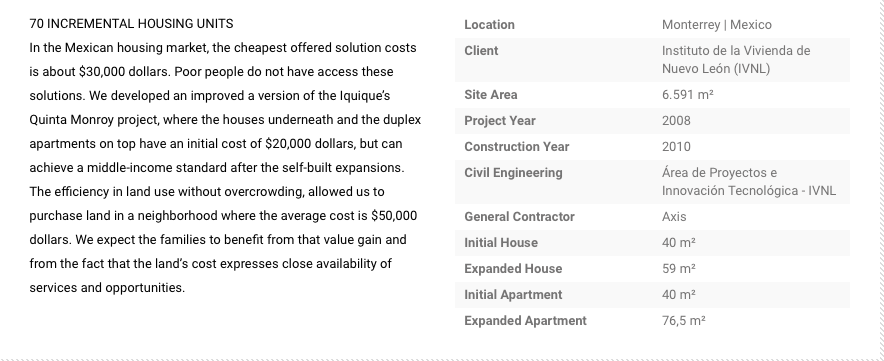 70 INCREMENTAL HOUSING UNITS
In the Mexican housing market, the cheapest offered solution costs
is about $30,000 dollars. Poor people do not have access these
solutions. We developed an improved a version of the Iquique's
Quinta Monroy project, where the houses underneath and the duplex
apartments on top have an initial cost of $20,000 dollars, but can
achieve a middle-income standard after the self-built expansions.
The efficiency in land use without overcrowding, allowed us to
purchase land in a neighborhood where the average cost is $50,000
dollars. We expect the families to benefit from that value gain and
from the fact that the land's cost expresses close availability of
services and opportunities.
Location Monterrey | Mexico
Client Instituto de la Vivienda de
Nuevo León (IVNL)
Site Area 6.591 m²
Project Year 2008
Construction Year 2010
Civil Engineering Área de Proyectos e
Innovación Tecnológica - IVNL
General Contractor Axis
Initial House 40 m²
Expanded House 59 m²
Initial Apartment 40 m²
Expanded Apartment 76,5 m²